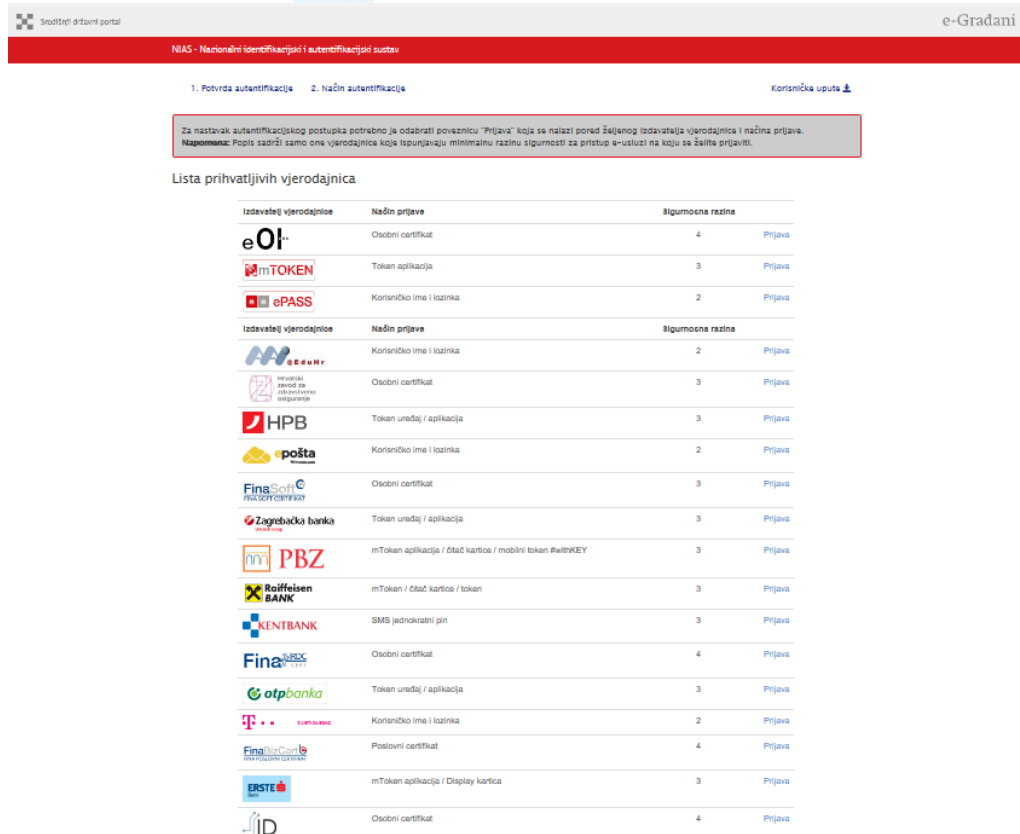 Središnji državni portal
e-Građani
NIAS - Nacionalni identifikacijski i autentifikacijski sustav
1. Potvrda autentifikacije 2. Način autentifikacije Korisničke upute
Za nastavak autentifikacijskog postupka potrebno je odabrati poveznicu "Prijava" koja se nalazi pored željenog izdavatelja vjerodajnice i načina prijave.
Napomena: Popis sadrži samo one vjerodajnice koje ispunjavaju minimalnu razinu sigurnosti za pristup e-usluzi na koju se želite prijaviti.
Lista prihvatljivih vjerodajnica
Izdavatelj vjerodajnice Način prijave Sigurnosna razina
eOI Osobni certifikat 4 Prijava
mTOKEN Token aplikacija 3 Prijava
ePASS Korisničko ime i lozinka 2 Prijava
Izdavatelj vjerodajnice Način prijave Sigurnosna razina
@EduHr Korisničko ime i lozinka 2 Prijava
Hrvatski
zavod za
zdravstveno
osiguranje
Osobni certifikat 3 Prijava
HPB Token uređaj / aplikacija 3 Prijava
epošta Korisničko ime i lozinka 2 Prijava
FinaSoft Osobni certifikat 3 Prijava
FINA SOFT CERTIFIKAT
Zagrebačka banka Token uređaj / aplikacija 3 Prijava
PBZ mToken aplikacija / čitač kartice / mobilni token #withKEY 3 Prijava
Raiffeisen
BANK
mToken / čitač kartice / token 3 Prijava
KENTBANK SMS jednokratni pin 3 Prijava
Fina RDC Osobni certifikat 4 Prijava
otpbanka Token uređaj / aplikacija 3 Prijava
T Korisničko ime i lozinka 2 Prijava
FinaBizCert Poslovni certifikat 4 Prijava
FINA POSLOVNI CERTIFIKAT
ERSTE mToken aplikacija / Display kartica 3 Prijava
Bank
ID Osobni certifikat 4 Prijava